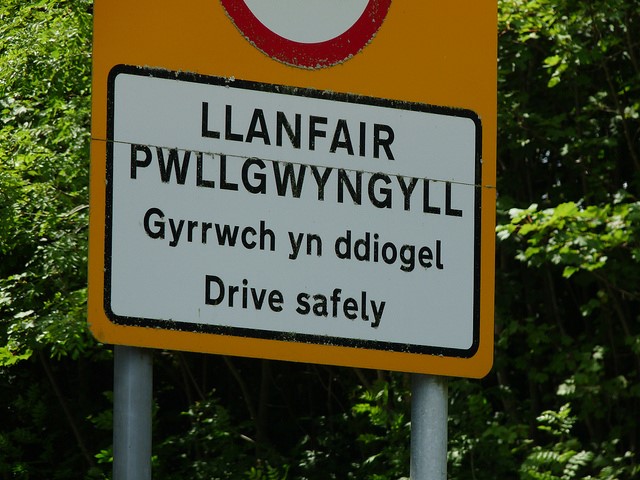 LLANFAIR
PWLLGWYNGYLL
Gyrrwch yn ddiogel
Drive safely